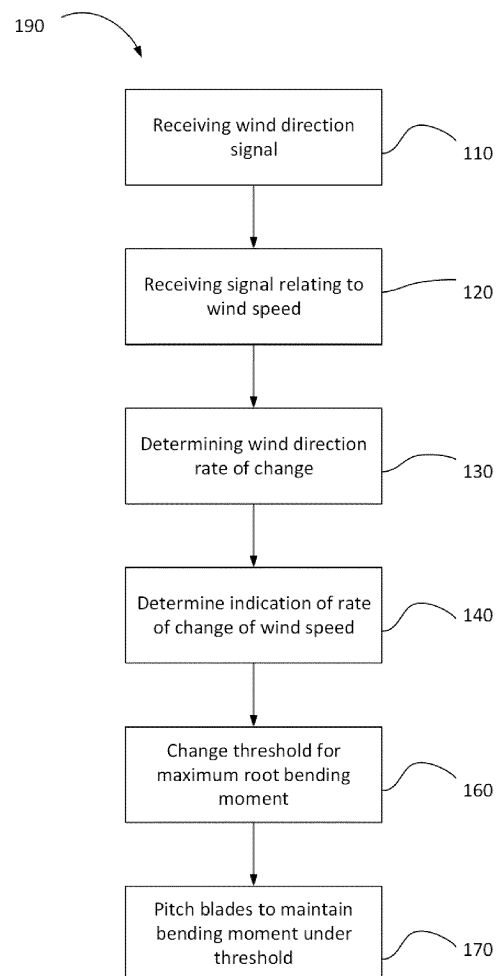 190
Receiving wind direction
signal
110
Receiving signal relating to
wind speed
120
Determining wind direction
rate of change
130
Determine indication of rate
of change of wind speed
140
Change threshold for
maximum root bending
moment
160
Pitch blades to maintain
bending moment under
threshold
170